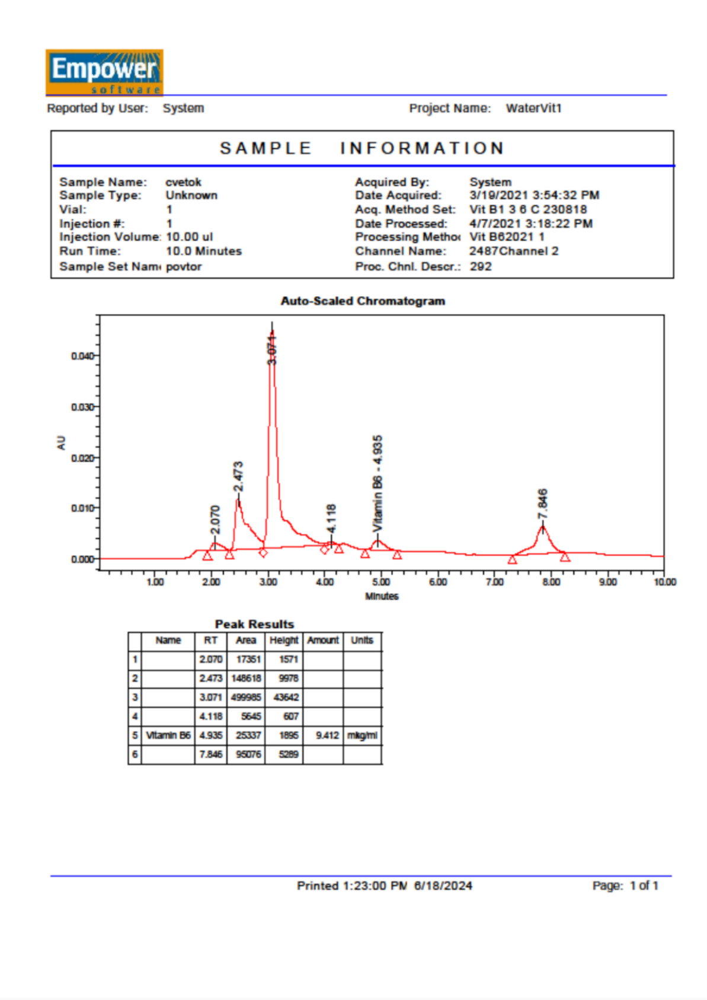 Empower
software
Reported by User: System Project Name: WaterVit1
SAMPLE INFORMATION
Sample Name: cvetok Acquired By: System
Sample Type: Unknown Date Acquired: 3/19/2021 3:54:32 PM
Vial: 1 Acq. Method Set: Vit B1 3 6 C 230818
Injection #: 1 Date Processed: 4/7/2021 3:18:22 PM
Injection Volume: 10.00 ul Processing Method Vit B62021 1
Run Time: 10.0 Minutes Channel Name: 2487Channel 2
Sample Set Name povtor Proc. Chnl. Descr.: 292
Auto-Scaled Chromatogram
3.071
0.040
0.030
AU
Vitamin B6 - 4.935
0.020
2.473
7.846
0.010
2.070
4.118
0.000
1.00 2.00 3.00 4.00 5.00 6.00 7.00 8.00 9.00 10.00
Minutes
Peak Results
Name RT Area Height Amount Units
1 2.070 17351 1571
2 2.473 148618 9978
3 3.071 499985 43642
4 4.118 5645 607
5 Vitamin B6 4.935 25337 1895 9.412 mkg/ml
6 7.846 95076 5289
Printed 1:23:00 PM 6/18/2024 Page: 1 of 1